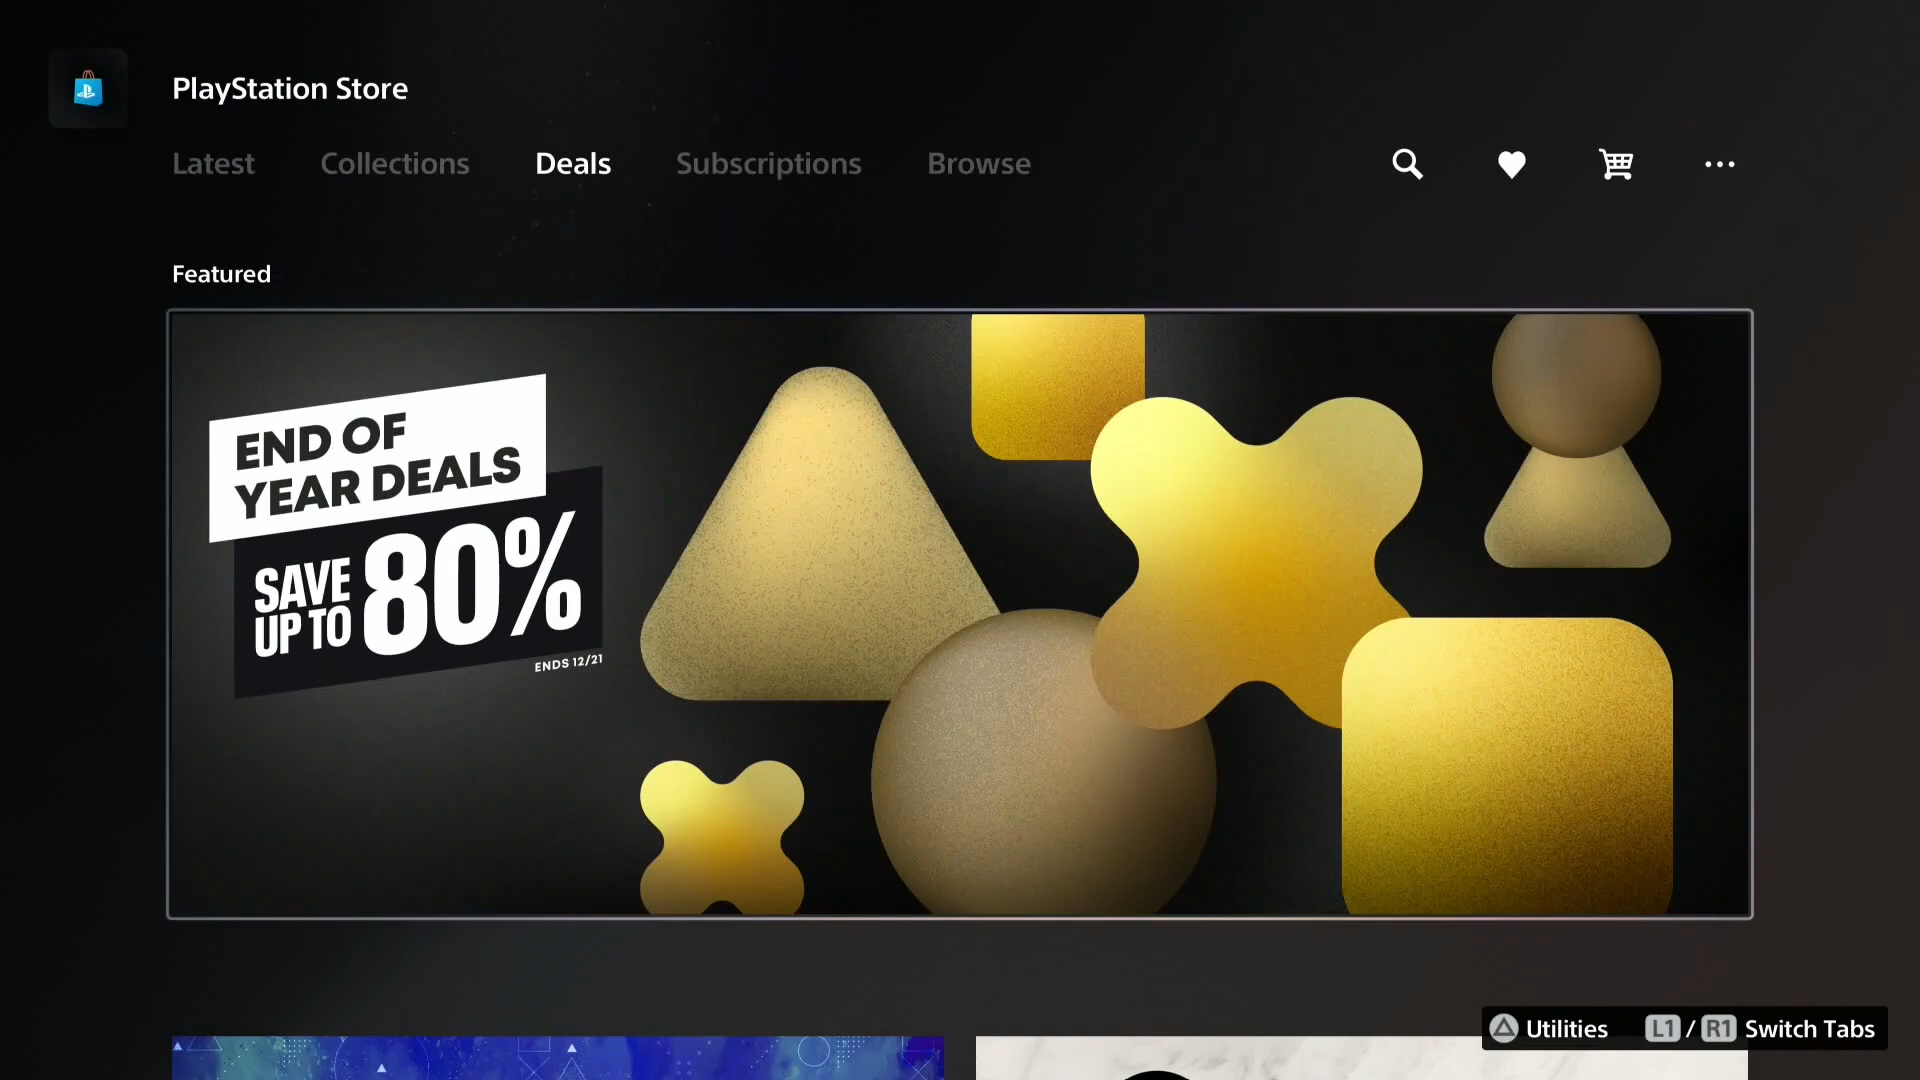 PlayStation Store
Latest Collections Deals Subscriptions Browse
Featured
END OF
YEAR DEALS
SAVE
UP TO 80%
ENDS 12/21
Utilities L1 / R1 Switch Tabs